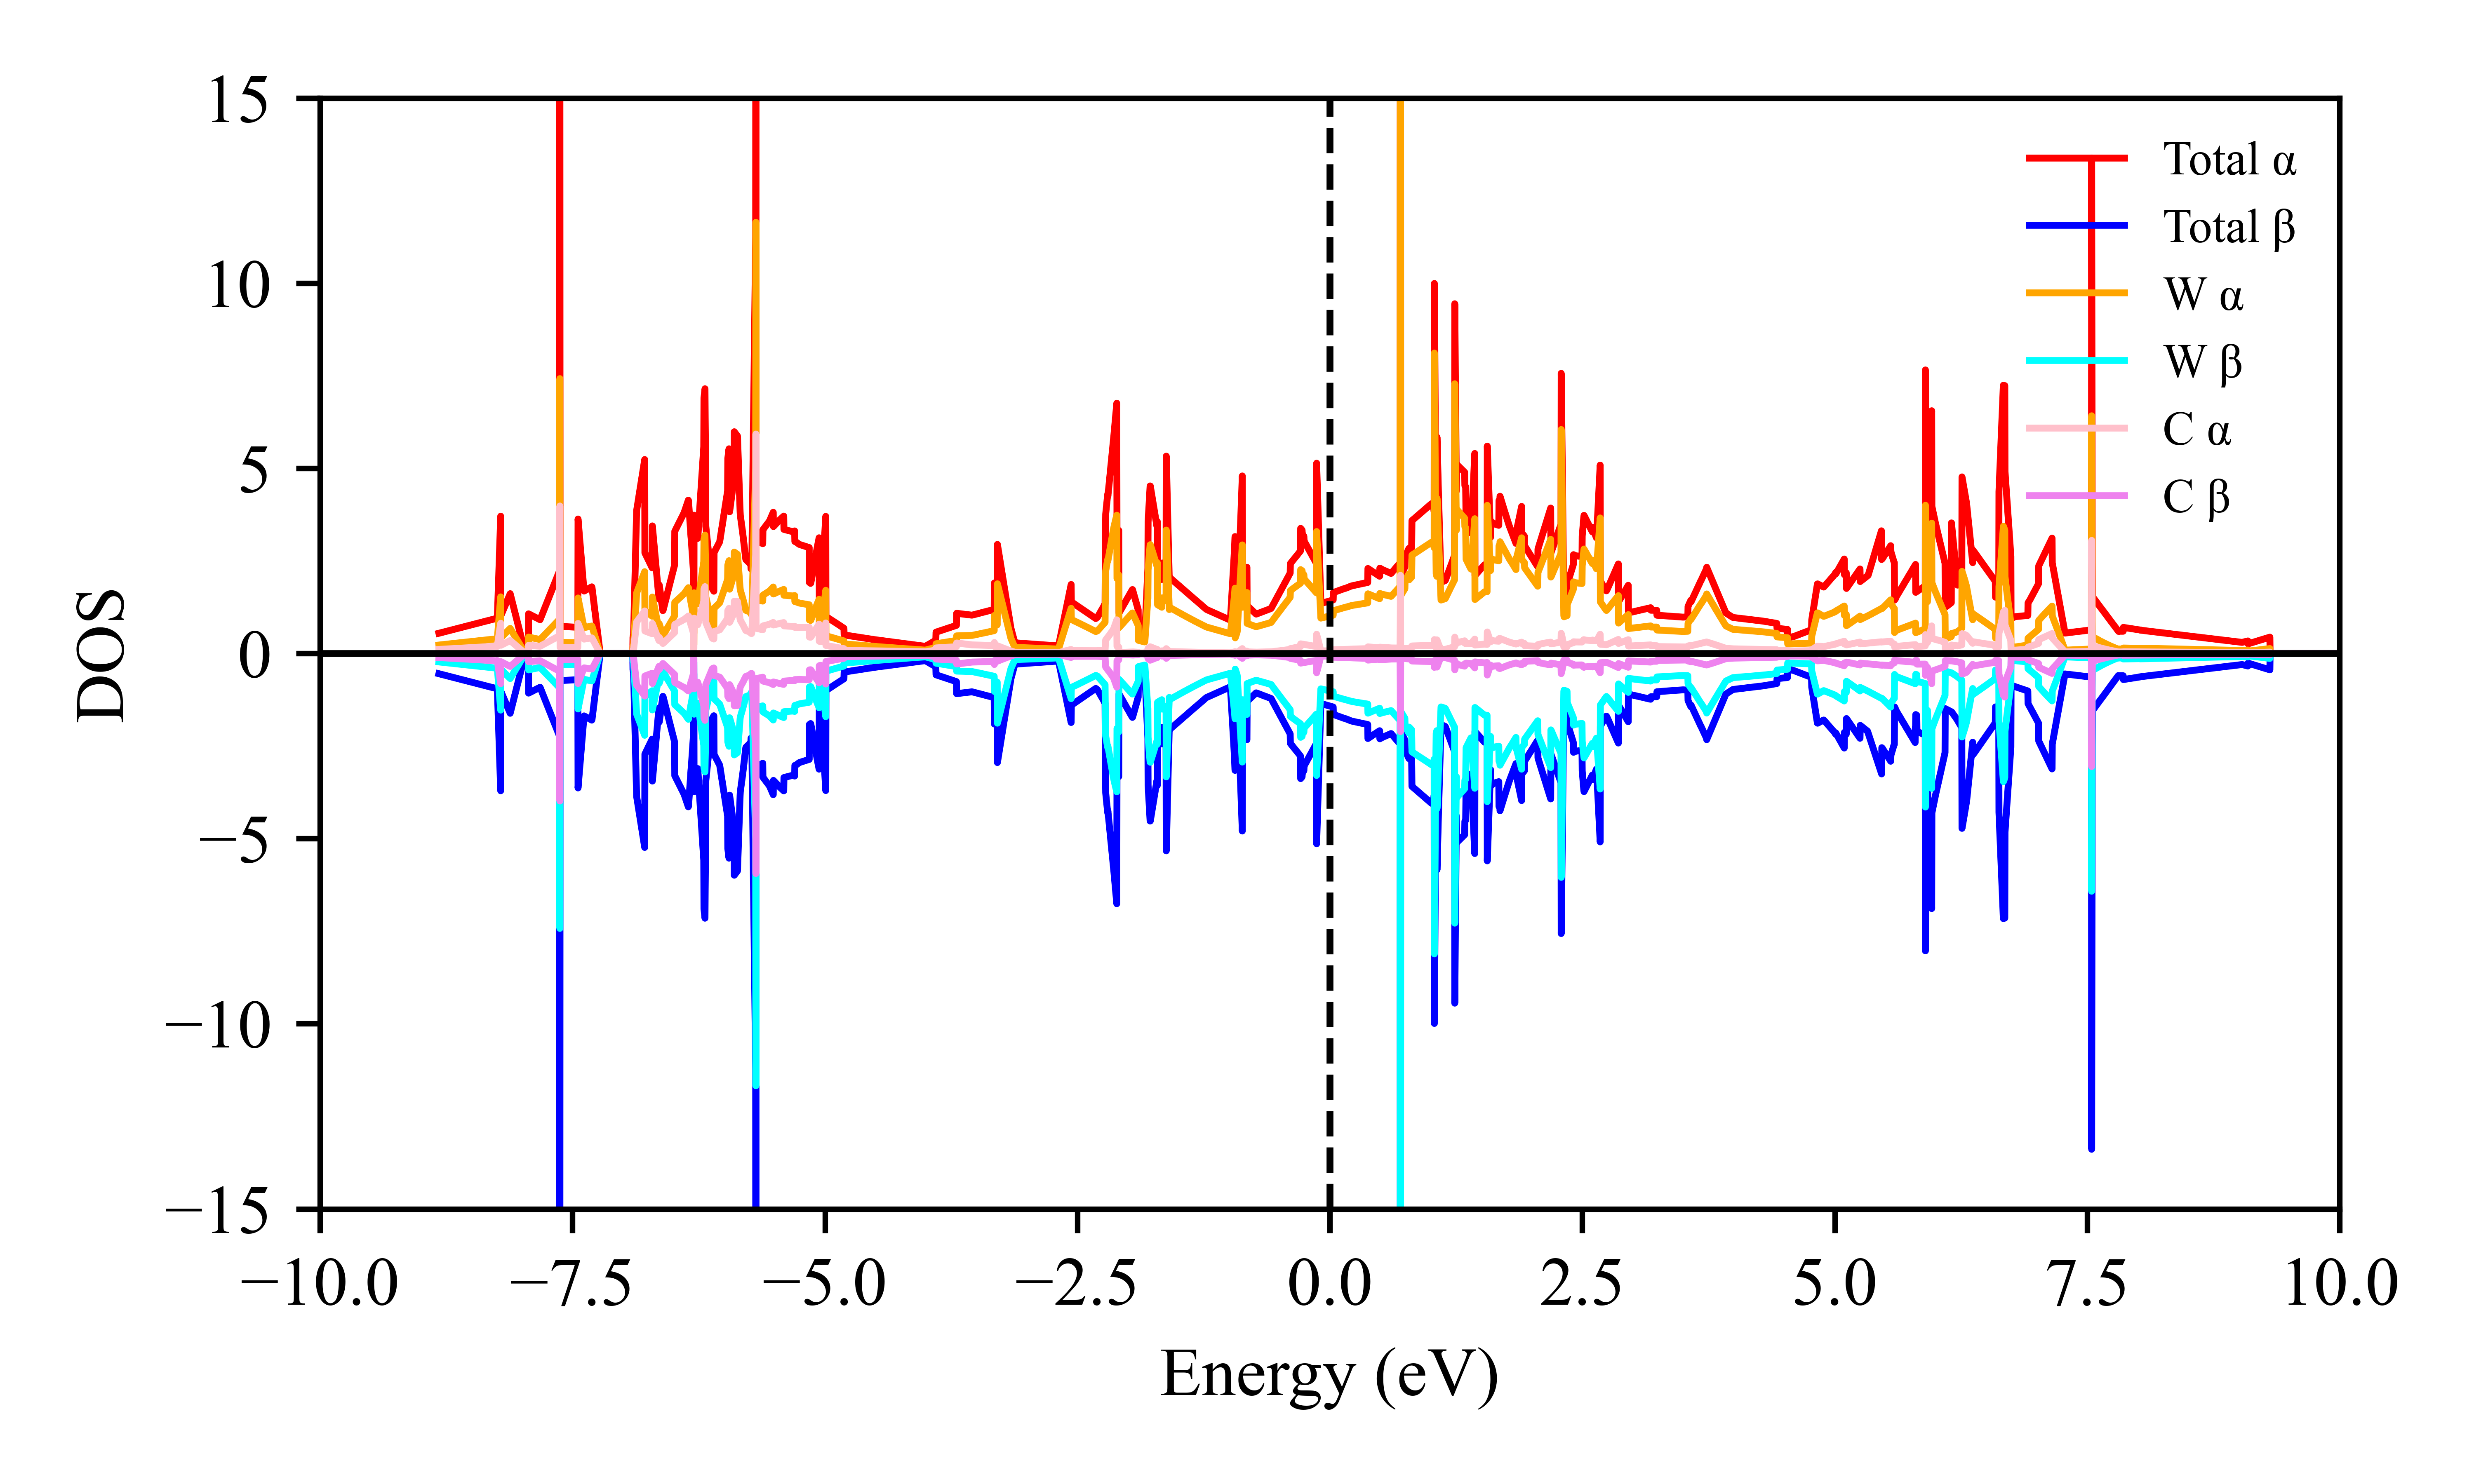 15
10
5
0
−5
−10
−15
DOS
Total α
Total β
W α
W β
C α
C β
−10.0 −7.5 −5.0 −2.5 0.0 2.5 5.0 7.5 10.0
Energy (eV)